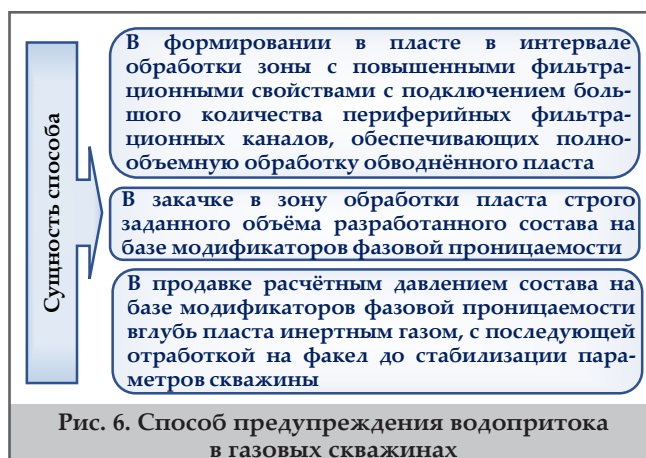 Сущность способа
В формировании в пласте в интервале
обработки зоны с повышенными фильтра-
ционными свойствами с подключением боль-
шого количества периферийных фильтра-
ционных каналов, обеспечивающих полно-
объемную обработку обводнённого пласта
В закачке в зону обработки пласта строго
заданного объёма разработанного состава на
базе модификаторов фазовой проницаемости
В продавке расчётным давлением состава на
базе модификаторов фазовой проницаемости
вглубь пласта инертным газом, с последующей
отработкой на факел до стабилизации пара-
метров скважины
Рис. 6. Способ предупреждения водопритока
в газовых скважинах